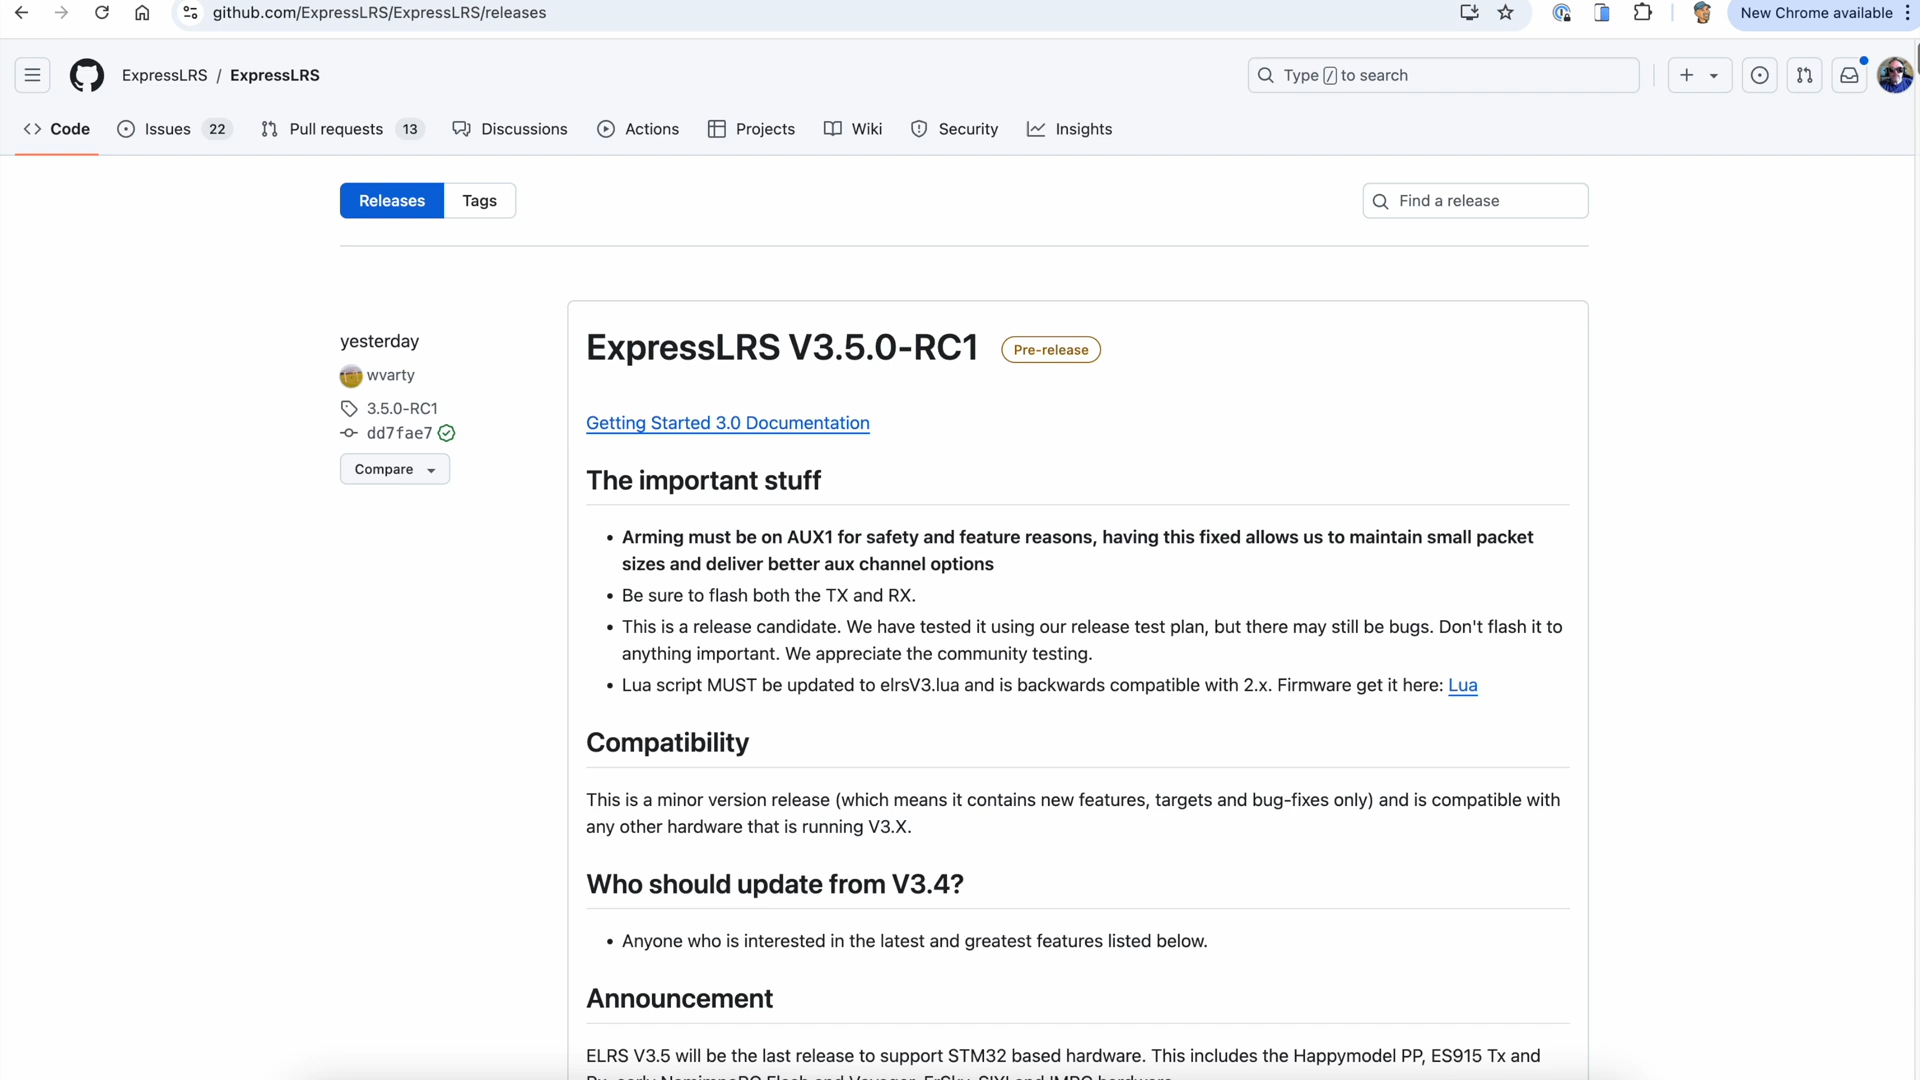 github.com/ExpressLRS/ExpressLRS/releases
New Chrome available
ExpressLRS / ExpressLRS
Type / to search
Code
Issues 22
Pull requests 13
Discussions
Actions
Projects
Wiki
Security
Insights
Releases
Tags
Find a release
yesterday
wvarty
3.5.0-RC1
dd7fae7
Compare
ExpressLRS V3.5.0-RC1
Pre-release
Getting Started 3.0 Documentation
The important stuff
• Arming must be on AUX1 for safety and feature reasons, having this fixed allows us to maintain small packet
sizes and deliver better aux channel options
• Be sure to flash both the TX and RX.
• This is a release candidate. We have tested it using our release test plan, but there may still be bugs. Don't flash it to
anything important. We appreciate the community testing.
• Lua script MUST be updated to elrsV3.lua and is backwards compatible with 2.x. Firmware get it here: Lua
Compatibility
This is a minor version release (which means it contains new features, targets and bug-fixes only) and is compatible with
any other hardware that is running V3.X.
Who should update from V3.4?
• Anyone who is interested in the latest and greatest features listed below.
Announcement
ELRS V3.5 will be the last release to support STM32 based hardware. This includes the Happymodel PP, ES915 Tx and